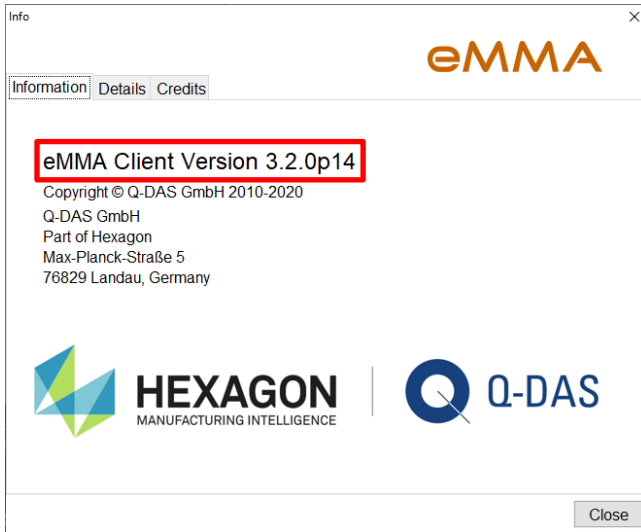 Info
eMMA
Information Details Credits
eMMA Client Version 3.2.0p14
Copyright © Q-DAS GmbH 2010-2020
Q-DAS GmbH
Part of Hexagon
Max-Planck-Straße 5
76829 Landau, Germany
HEXAGON
MANUFACTURING INTELLIGENCE
Q-DAS
Close